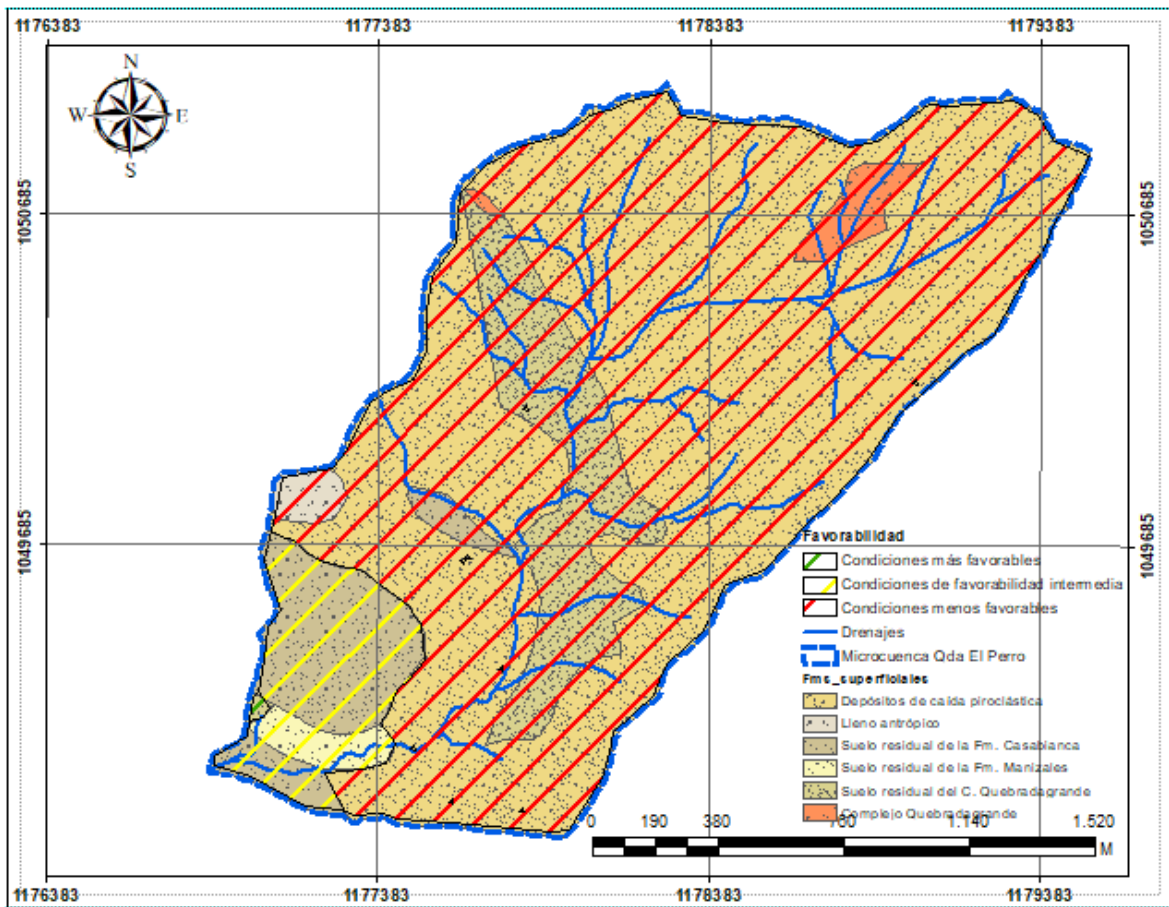 1176383 1177383 1178383 1179383
N
W E
S
1050685 1050685
1049685 1049685
Favorabilidad
Condiciones más favorables
Condiciones de favorabilidad intermedia
Condiciones menos favorables
Drenajes
Microcuenca Qda El Perro
Fms_superficiales
Depósitos de caída piroclástica
Lleno antrópico
Suelo residual de la Fm. Casabianca
Suelo residual de la Fm. Manizales
Suelo residual del C. Quebradagrande
Complejo Quebradagrande
0 190 380 760 1.140 1.520
M
1176383 1177383 1178383 1179383